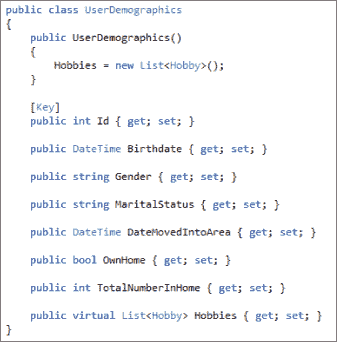 public class UserDemographics
{
    public UserDemographics()
    {
        Hobbies = new List<Hobby>();
    }

    [Key]
    public int Id { get; set; }

    public DateTime Birthdate { get; set; }

    public string Gender { get; set; }

    public string MaritalStatus { get; set; }

    public DateTime DateMovedIntoArea { get; set; }

    public bool OwnHome { get; set; }

    public int TotalNumberInHome { get; set; }

    public virtual List<Hobby> Hobbies { get; set; }
}